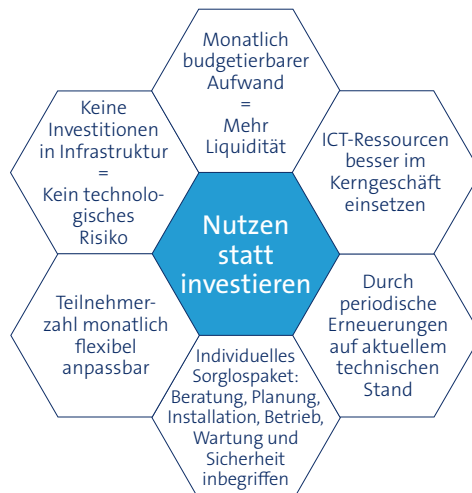 Monatlich
budgetierbarer
Aufwand
=
Mehr
Liquidität
Keine
Investitionen
in Infrastruktur
=
Kein technolo-
gisches
Risiko
ICT-Ressourcen
besser im
Kerngeschäft
einsetzen
Nutzen
statt
investieren
Teilnehmer-
zahl monatlich
flexibel
anpassbar
Durch
periodische
Erneuerungen
auf aktuellem
technischen
Stand
Individuelles
Sorglospaket:
Beratung, Planung,
Installation, Betrieb,
Wartung und
Sicherheit
inbegriffen